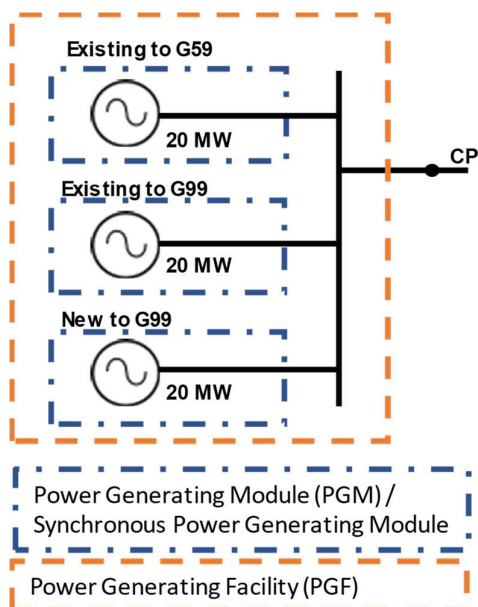 Existing to G59
20 MW
CP
Existing to G99
20 MW
New to G99
20 MW
Power Generating Module (PGM) /
Synchronous Power Generating Module
Power Generating Facility (PGF)